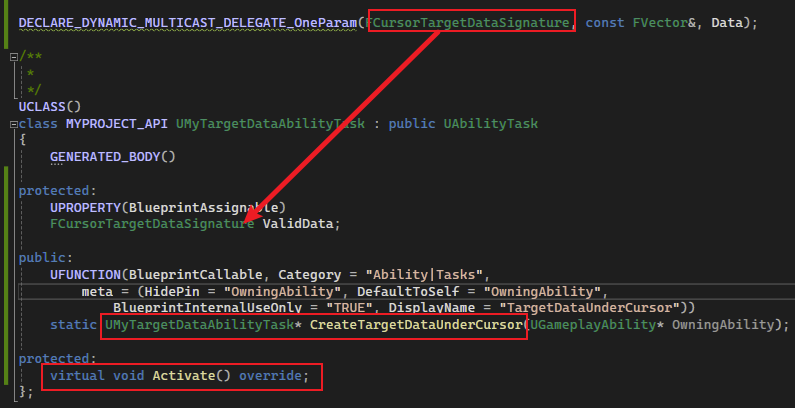 DECLARE_DYNAMIC_MULTICAST_DELEGATE_OneParam(FCursorTargetDataSignature, const FVector&, Data);
/**
 *
 */
UCLASS()
class MYPROJECT_API UMyTargetDataAbilityTask : public UAbilityTask
{
    GENERATED_BODY()
protected:
    UPROPERTY(BlueprintAssignable)
    FCursorTargetDataSignature ValidData;
public:
    UFUNCTION(BlueprintCallable, Category = "Ability|Tasks",
        meta = (HidePin = "OwningAbility", DefaultToSelf = "OwningAbility",
            BlueprintInternalUseOnly = "TRUE", DisplayName = "TargetDataUnderCursor"))
    static UMyTargetDataAbilityTask* CreateTargetDataUnderCursor(UGameplayAbility* OwningAbility);
protected:
    virtual void Activate() override;
};